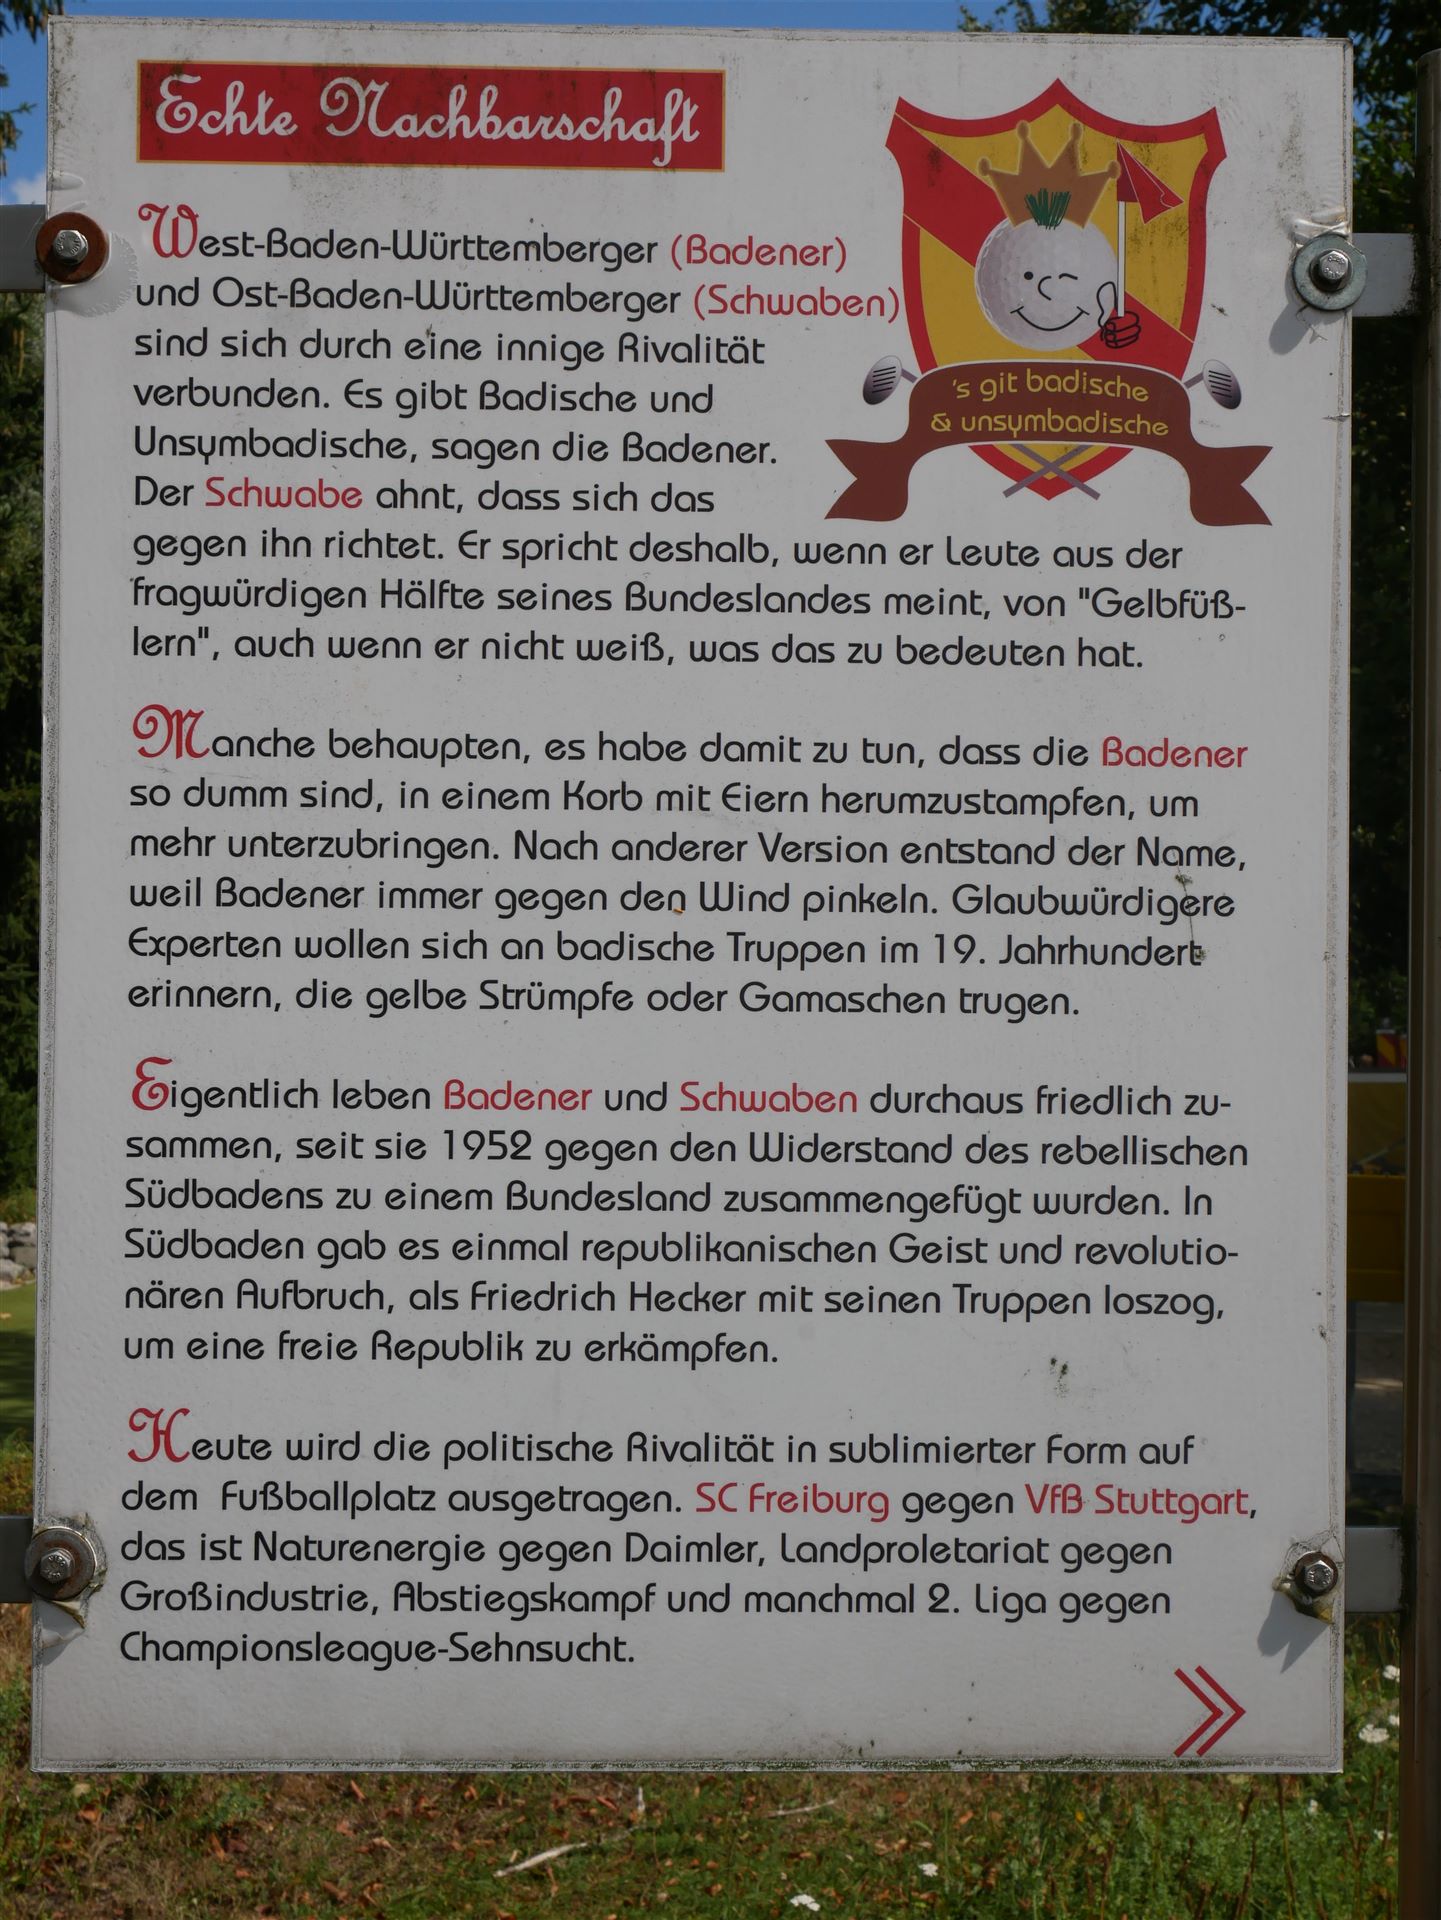 Echte Nachbarschaft
West-Baden-Württemberger (Badener)
und Ost-Baden-Württemberger (Schwaben)
sind sich durch eine innige Rivalität
verbunden. Es gibt Badische und
Unsymbadische, sagen die Badener.
Der Schwabe ahnt, dass sich das
gegen ihn richtet. Er spricht deshalb, wenn er Leute aus der
fragwürdigen Hälfte seines Bundeslandes meint, von "Gelbfüß-
lern", auch wenn er nicht weiß, was das zu bedeuten hat.
's git badische
& unsymbadische
Manche behaupten, es habe damit zu tun, dass die Badener
so dumm sind, in einem Korb mit Eiern herumzustampfen, um
mehr unterzubringen. Nach anderer Version entstand der Name,
weil Badener immer gegen den Wind pinkeln. Glaubwürdigere
Experten wollen sich an badische Truppen im 19. Jahrhundert
erinnern, die gelbe Strümpfe oder Gamaschen trugen.
Eigentlich leben Badener und Schwaben durchaus friedlich zu-
sammen, seit sie 1952 gegen den Widerstand des rebellischen
Südbadens zu einem Bundesland zusammengefügt wurden. In
Südbaden gab es einmal republikanischen Geist und revolutio-
nären Aufbruch, als Friedrich Hecker mit seinen Truppen loszog,
um eine freie Republik zu erkämpfen.
Heute wird die politische Rivalität in sublimierter Form auf
dem Fußballplatz ausgetragen. SC Freiburg gegen VfB Stuttgart,
das ist Naturenergie gegen Daimler, Landproletariat gegen
Großindustrie, Abstiegskampf und manchmal 2. Liga gegen
Championsleague-Sehnsucht.